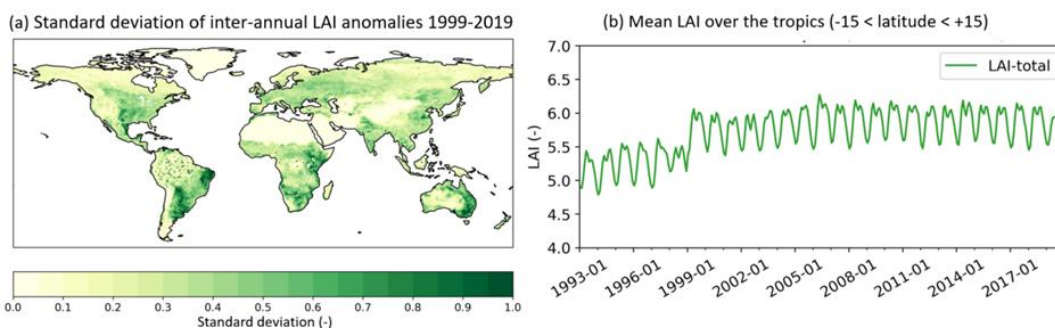 (a) Standard deviation of inter-annual LAI anomalies 1999-2019
0.0 0.1 0.2 0.3 0.4 0.5 0.6 0.7 0.8 0.9 1.0
Standard deviation (-)
(b) Mean LAI over the tropics (-15 < latitude < +15)
7.0
6.5
6.0
5.5
5.0
4.5
4.0
LAI (-)
LAI-total
1993-01 1996-01 1999-01 2002-01 2005-01 2008-01 2011-01 2014-01 2017-01